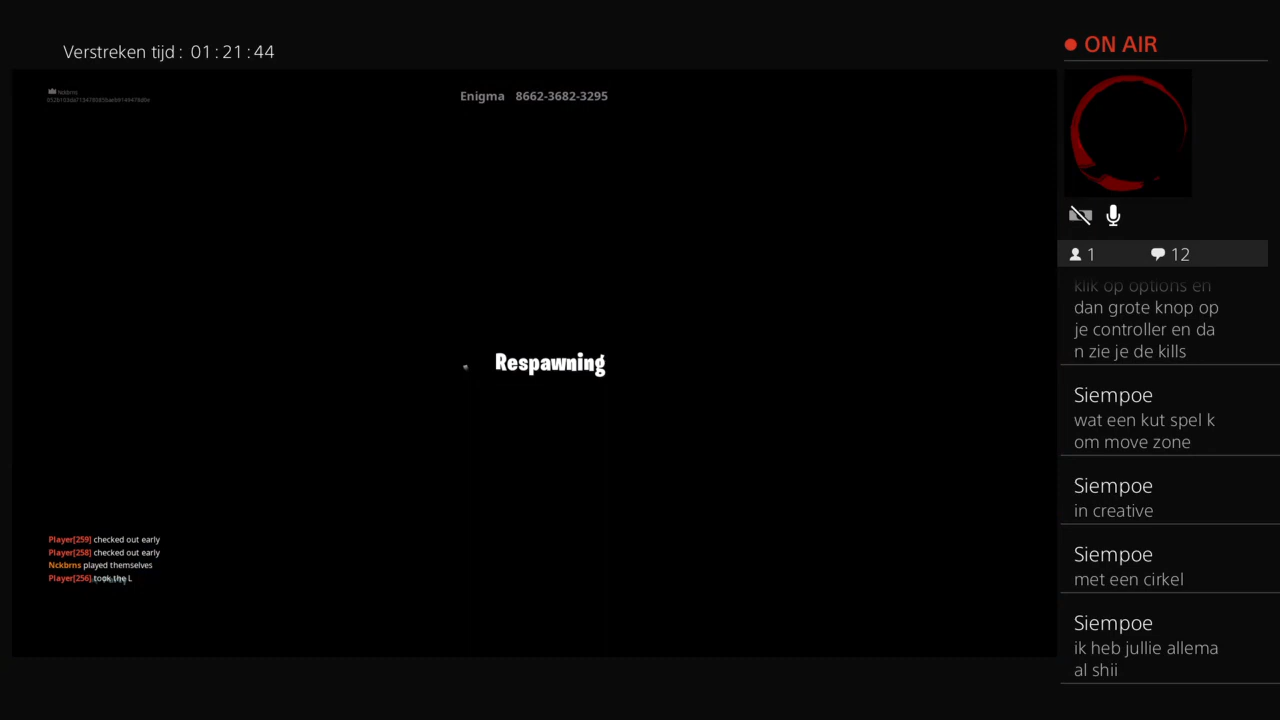 Verstreken tijd: 01:21:44
Nckbrns
Enigma 8662-3682-3295
Respawning
Player[259] checked out early
Player[258] checked out early
Nckbrns played themselves
Player[256] took the L
ON AIR
1 12
klik op options en
dan grote knop op
je controller en da
n zie je de kills
Siempoe
wat een kut spel k
om move zone
Siempoe
in creative
Siempoe
met een cirkel
Siempoe
ik heb jullie allema
al shii